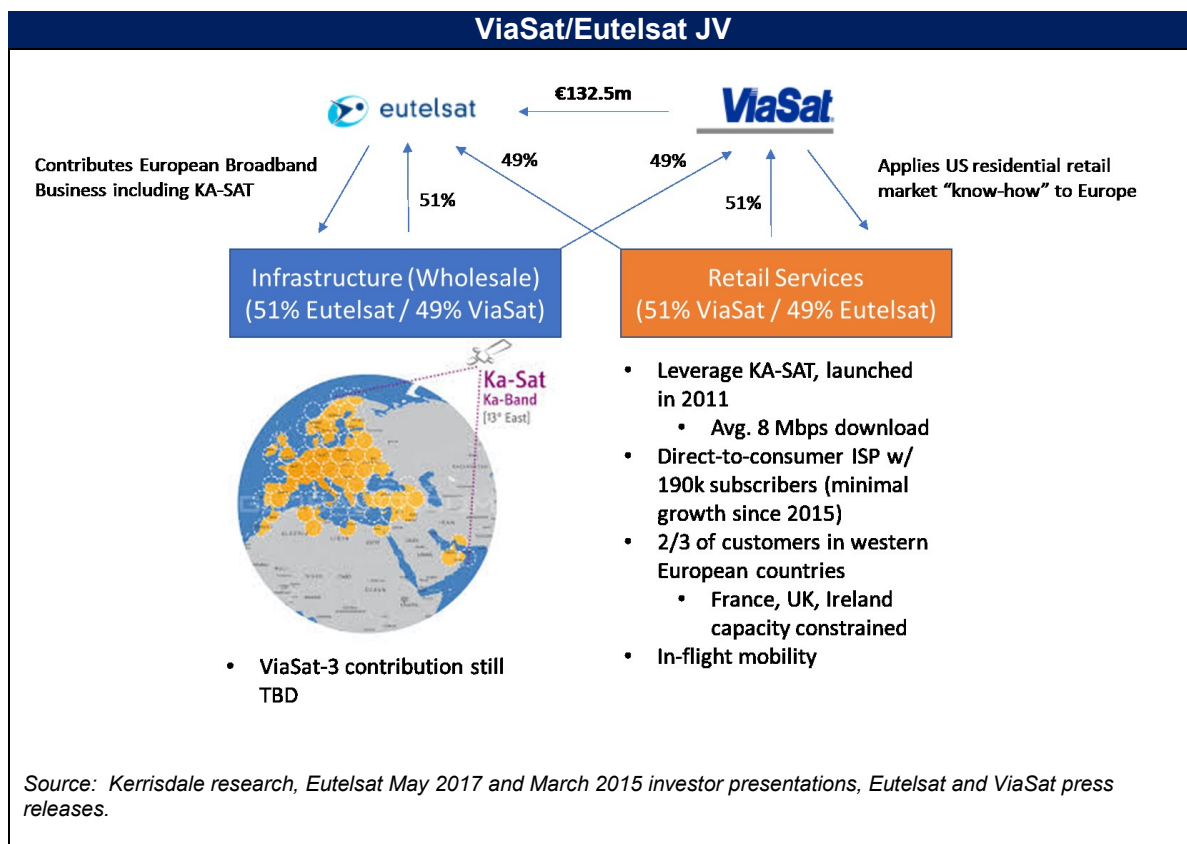 ViaSat/Eutelsat JV
eutelsat
€132.5m
ViaSat
Contributes European Broadband
Business including KA-SAT
49%
49%
Applies US residential retail
market “know-how” to Europe
51%
51%
Infrastructure (Wholesale)
(51% Eutelsat / 49% ViaSat)
Retail Services
(51% ViaSat / 49% Eutelsat)
Ka-Sat
Ka-Band
[13° East]
• ViaSat-3 contribution still
TBD
• Leverage KA-SAT, launched
in 2011
• Avg. 8 Mbps download
• Direct-to-consumer ISP w/
190k subscribers (minimal
growth since 2015)
• 2/3 of customers in western
European countries
• France, UK, Ireland
capacity constrained
• In-flight mobility
Source: Kerrisdale research, Eutelsat May 2017 and March 2015 investor presentations, Eutelsat and ViaSat press
releases.